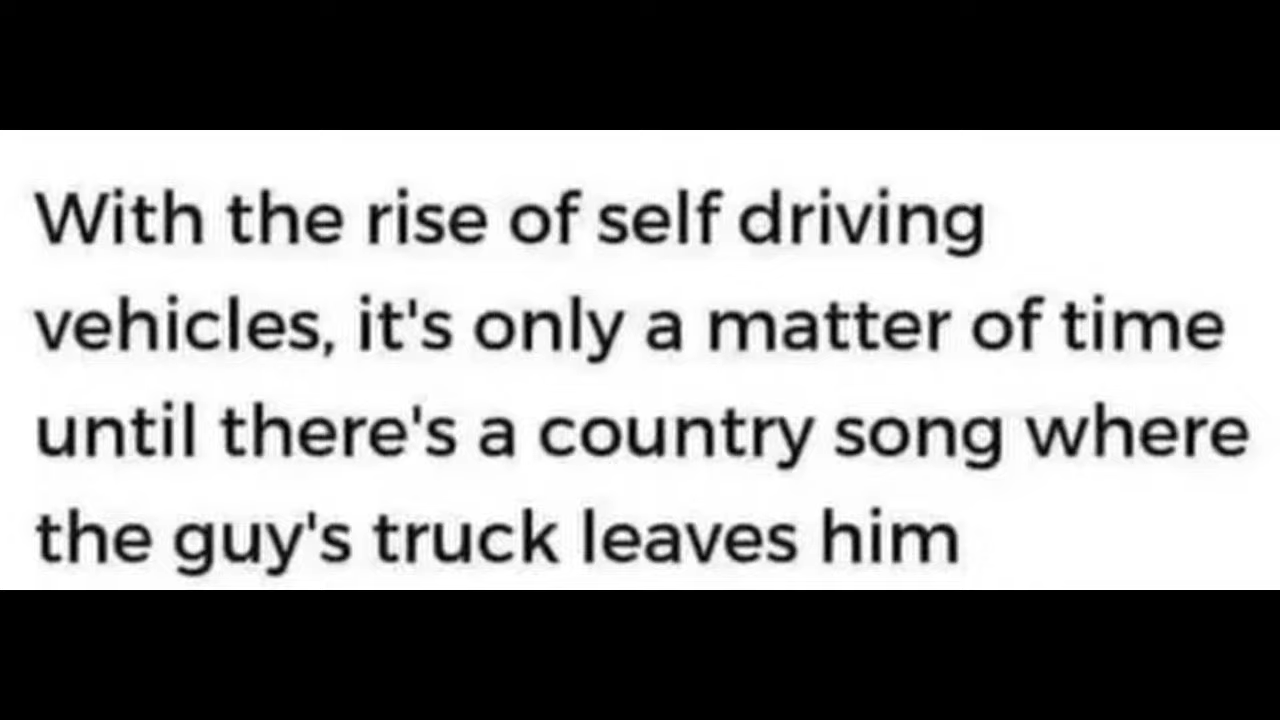 With the rise of self driving
vehicles, it's only a matter of time
until there's a country song where
the guy's truck leaves him